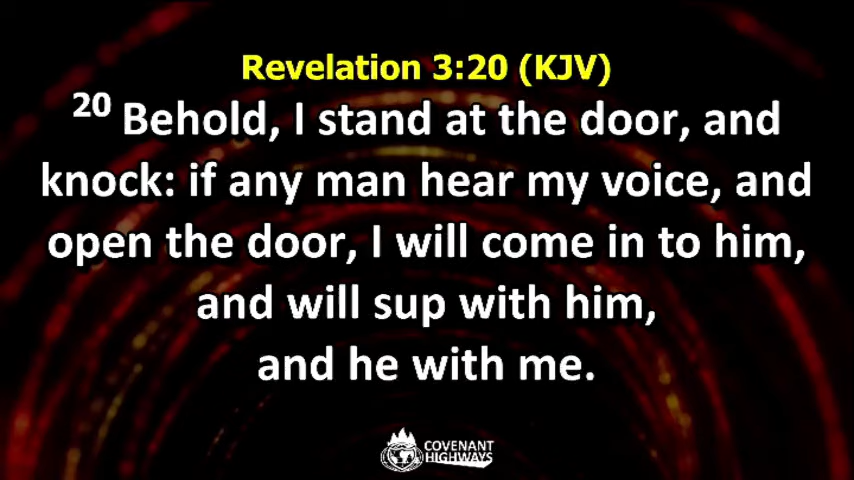 Revelation 3:20 (KJV)
20 Behold, I stand at the door, and
knock: if any man hear my voice, and
open the door, I will come in to him,
and will sup with him,
and he with me.
COVENANT
HIGHWAYS